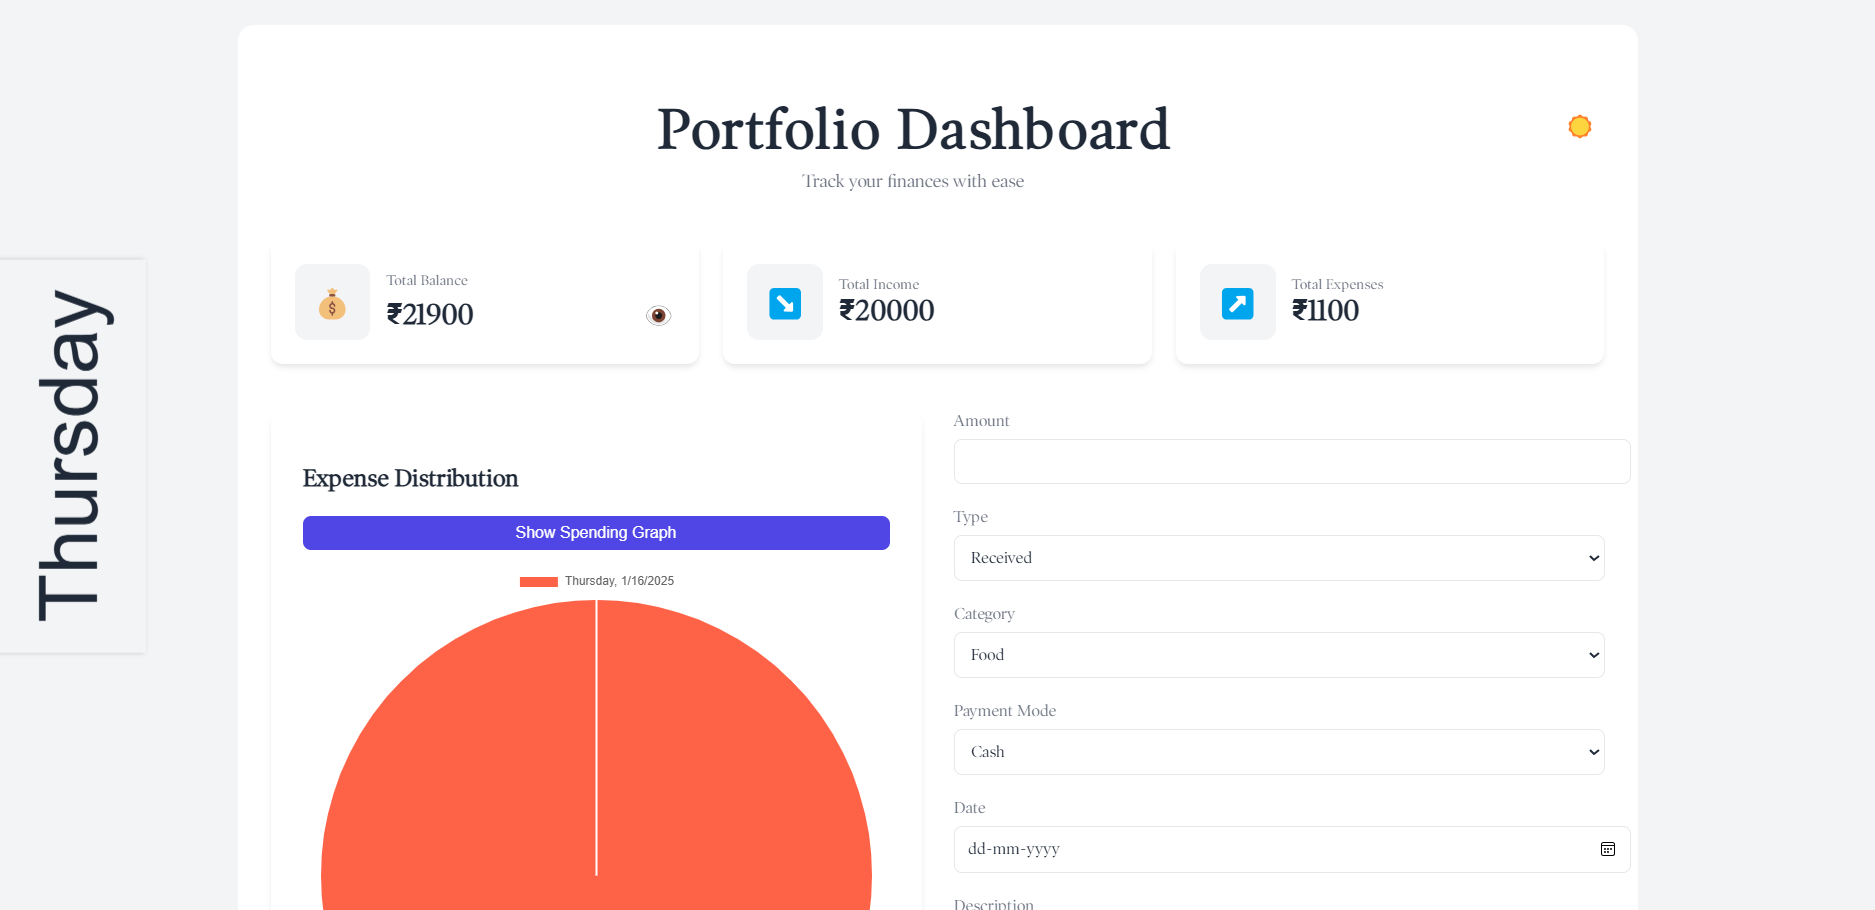 Portfolio Dashboard
Track your finances with ease
Thursday
Total Balance
₹21900
Total Income
₹20000
Total Expenses
₹1100
Expense Distribution
Show Spending Graph
Thursday, 1/16/2025
Amount
Type
Received
Category
Food
Payment Mode
Cash
Date
dd-mm-yyyy
Description